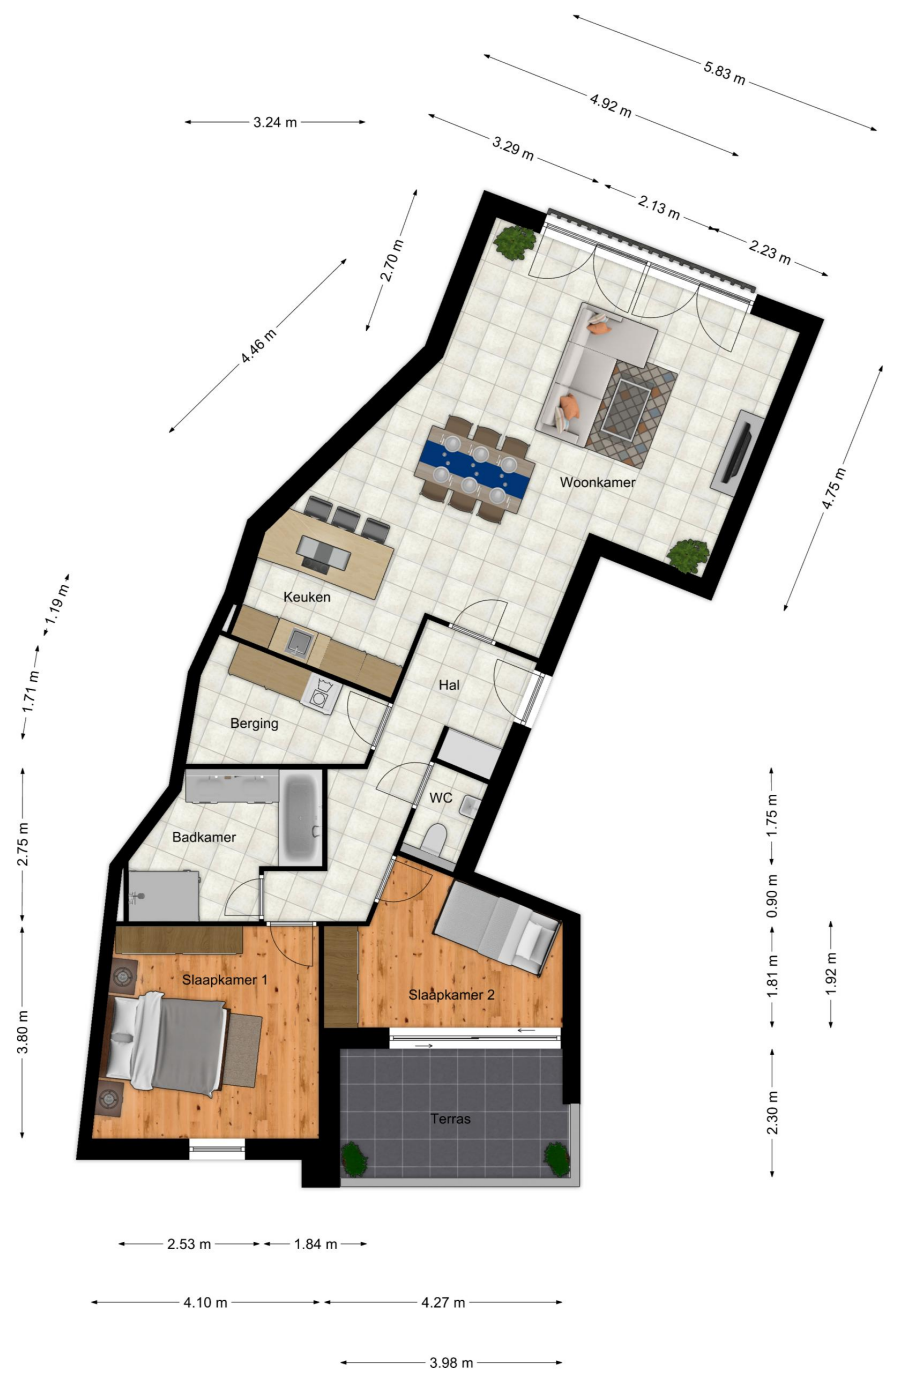 5.83 m
4.92 m
3.24 m
3.29 m
2.13 m
2.23 m
2.70 m
4.46 m
4.75 m
Woonkamer
Keuken
1.19 m
1.71 m
Hal
Berging
WC
Badkamer
2.75 m
1.75 m
0.90 m
Slaapkamer 1
Slaapkamer 2
1.81 m
1.92 m
3.80 m
Terras
2.30 m
2.53 m
1.84 m
4.10 m
4.27 m
3.98 m